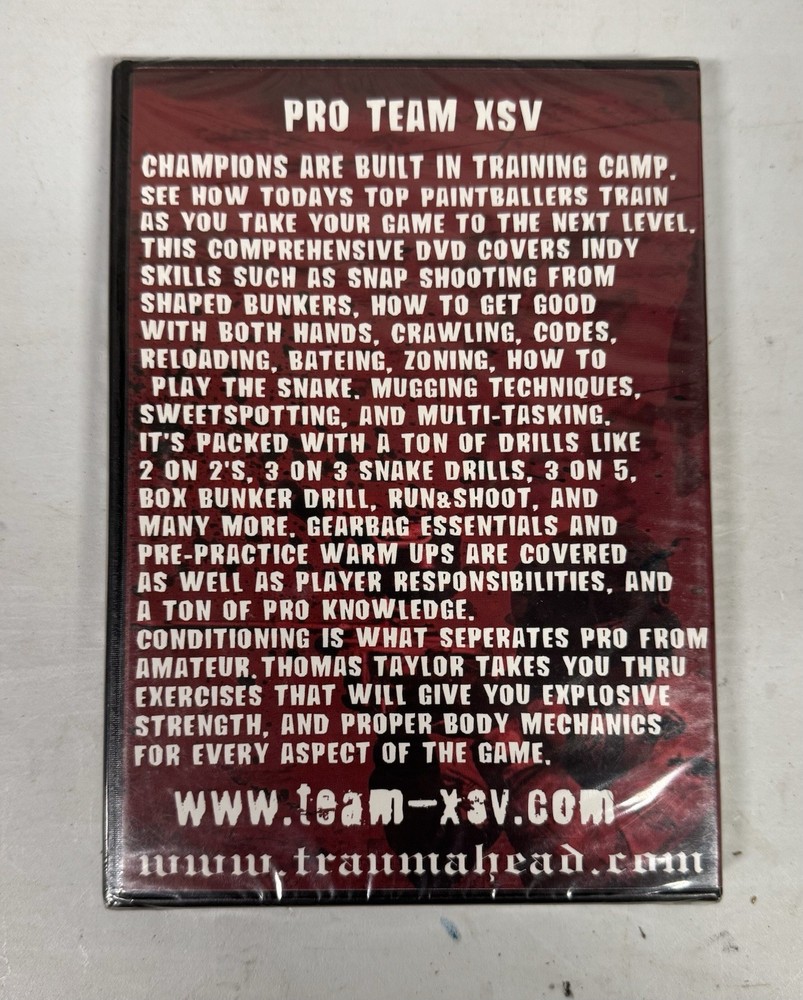 PRO TEAM XSV
CHAMPIONS ARE BUILT IN TRAINING CAMP.
SEE HOW TODAYS TOP PAINTBALLERS TRAIN
AS YOU TAKE YOUR GAME TO THE NEXT LEVEL.
THIS COMPREHENSIVE DVD COVERS INDY
SKILLS SUCH AS SNAP SHOOTING FROM
SHAPED BUNKERS, HOW TO GET GOOD
WITH BOTH HANDS, CRAWLING, CODES,
RELOADING, BATEING, ZONING, HOW TO
PLAY THE SNAKE. MUGGING TECHNIQUES,
SWEETSPOTTING, AND MULTI-TASKING.
IT'S PACKED WITH A TON OF DRILLS LIKE
2 ON 2'S, 3 ON 3 SNAKE DRILLS, 3 ON 5,
BOX BUNKER DRILL, RUN&SHOOT, AND
MANY MORE. GEARBAG ESSENTIALS AND
PRE-PRACTICE WARM UPS ARE COVERED
AS WELL AS PLAYER RESPONSIBILITIES, AND
A TON OF PRO KNOWLEDGE.
CONDITIONING IS WHAT SEPERATES PRO FROM
AMATEUR. THOMAS TAYLOR TAKES YOU THRU
EXERCISES THAT WILL GIVE YOU EXPLOSIVE
STRENGTH, AND PROPER BODY MECHANICS
FOR EVERY ASPECT OF THE GAME.
www.team-xsv.com
www.traumahead.com